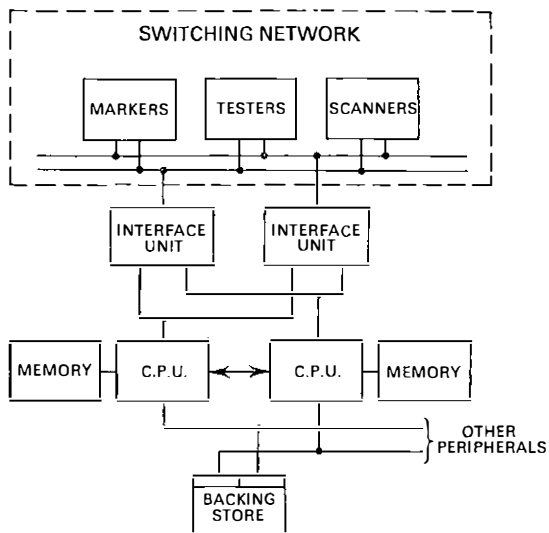 SWITCHING NETWORK
MARKERS
TESTERS
SCANNERS
INTERFACE
UNIT
INTERFACE
UNIT
MEMORY
C.P.U.
C.P.U.
MEMORY
OTHER
PERIPHERALS
BACKING
STORE